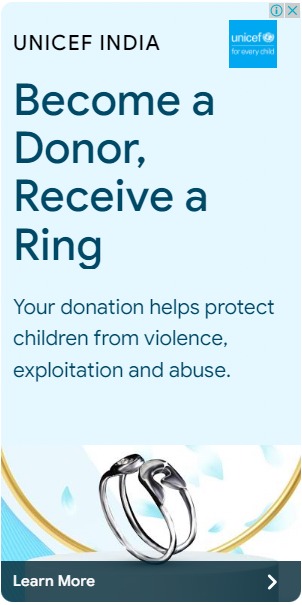 UNICEF INDIA
unicef
for every child
Become a
Donor,
Receive a
Ring
Your donation helps protect
children from violence,
exploitation and abuse.
Learn More